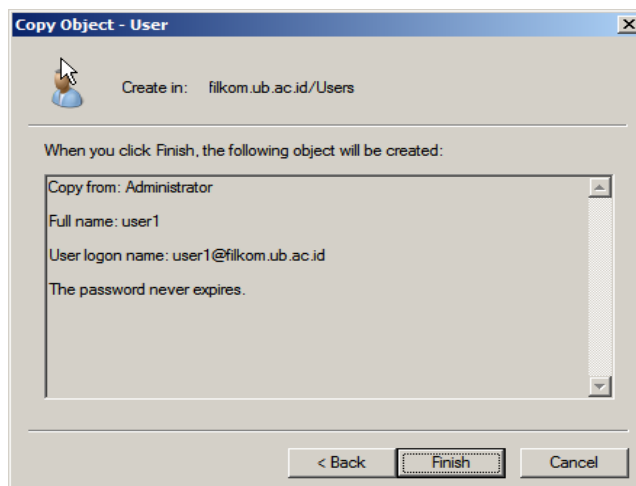 Copy Object - User
Create in: filkom.ub.ac.id/Users
When you click Finish, the following object will be created:
Copy from: Administrator
Full name: user1
User logon name: user1@filkom.ub.ac.id
The password never expires.
< Back
Finish
Cancel